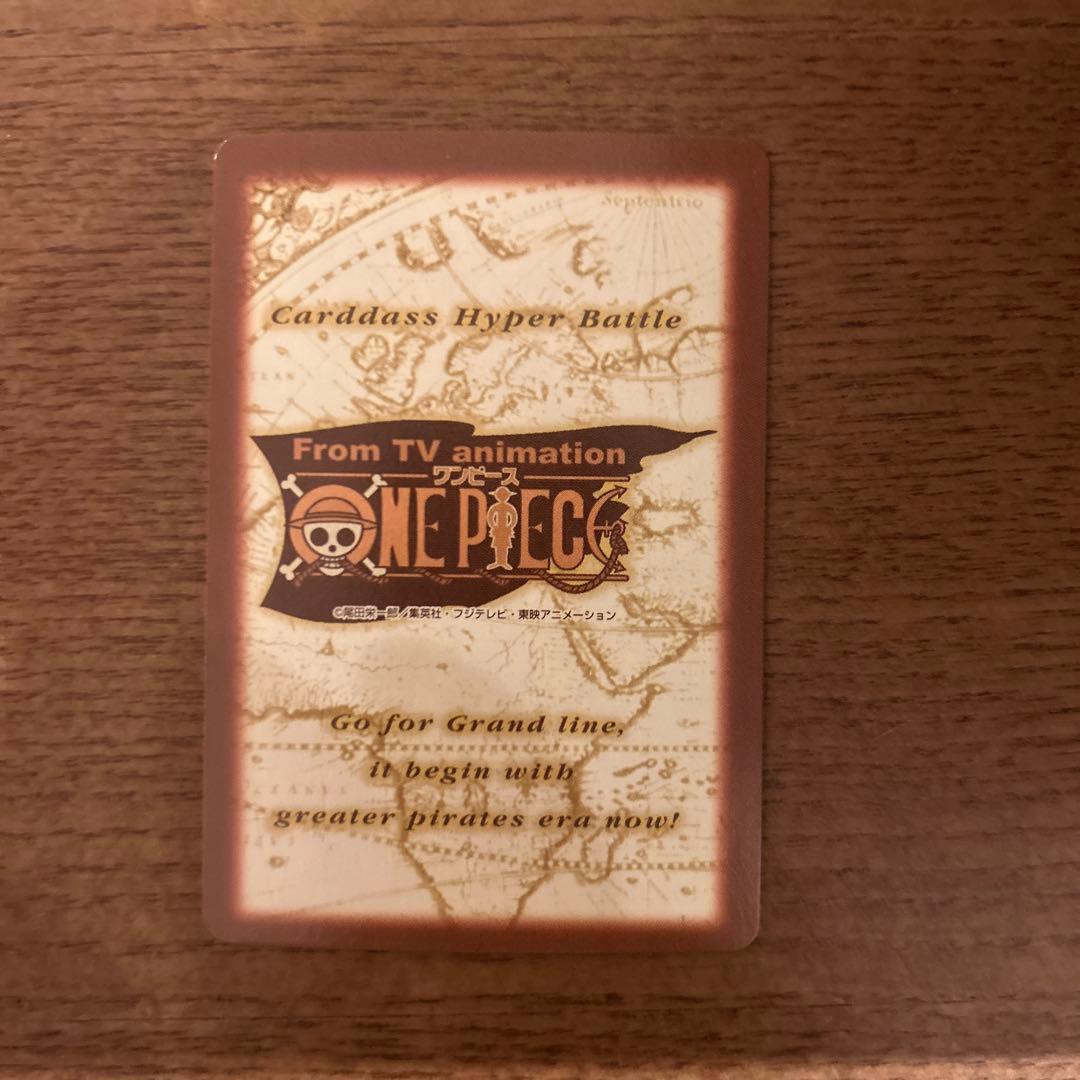 Septentrio
Carddass Hyper Battle
From TV animation
ワンピース
ONE PIECE
©尾田栄一郎/集英社・フジテレビ・東映アニメーション
Go for Grand line,
it begin with
greater pirates era now!